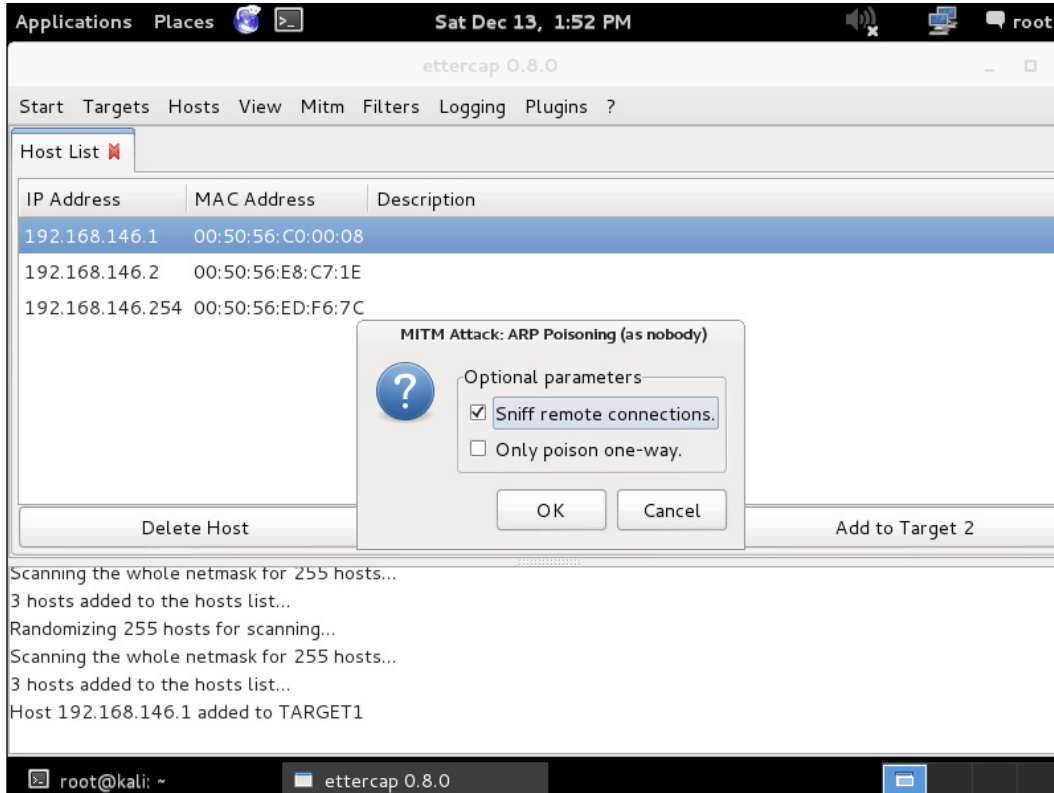 Applications Places Sat Dec 13, 1:52 PM root
ettercap 0.8.0
Start Targets Hosts View Mitm Filters Logging Plugins ?
Host List
IP Address MAC Address Description
192.168.146.1 00:50:56:C0:00:08
192.168.146.2 00:50:56:E8:C7:1E
192.168.146.254 00:50:56:ED:F6:7C
MITM Attack: ARP Poisoning (as nobody)
Optional parameters
Sniff remote connections.
Only poison one-way.
OK Cancel
Delete Host Add to Target 2
Scanning the whole netmask for 255 hosts...
3 hosts added to the hosts list...
Randomizing 255 hosts for scanning...
Scanning the whole netmask for 255 hosts...
3 hosts added to the hosts list...
Host 192.168.146.1 added to TARGET1
root@kali: ~ ettercap 0.8.0